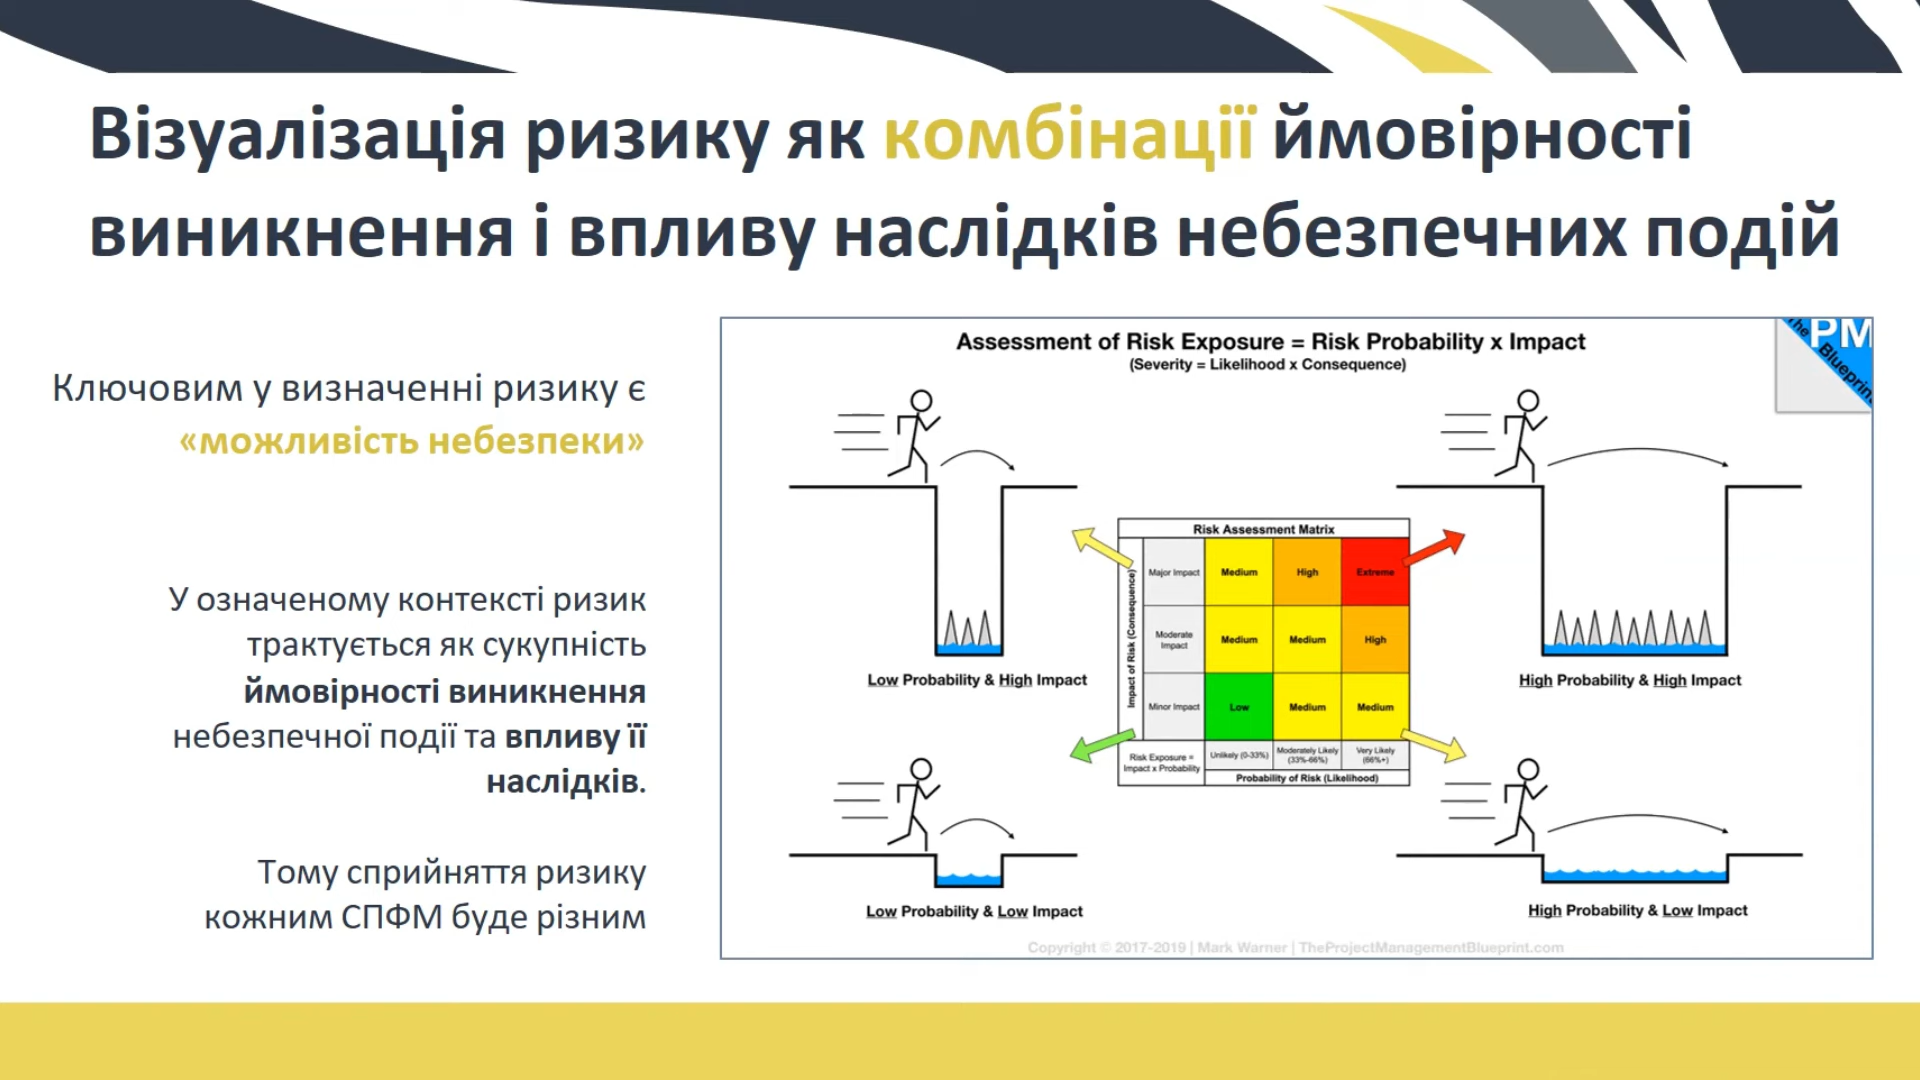 Візуалізація ризику як комбінації ймовірності
виникнення і впливу наслідків небезпечних подій
Ключовим у визначенні ризику є
«можливість небезпеки»
У означеному контексті ризик
трактується як сукупність
ймовірності виникнення
небезпечної події та впливу її
наслідків.
Тому сприйняття ризику
кожним СПФМ буде різним
Assessment of Risk Exposure = Risk Probability x Impact
(Severity = Likelihood x Consequence)
The
PM
Blueprint
Low Probability & High Impact
High Probability & High Impact
Risk Assessment Matrix
Impact of Risk (Consequence)
Major Impact
Medium
High
Extreme
Moderate
Impact
Medium
Medium
High
Minor Impact
Low
Medium
Medium
Risk Exposure =
Impact x Probability
Unlikely (0-33%)
Moderately Likely
(33%-66%)
Very Likely
(66%+)
Probability of Risk (Likelihood)
Low Probability & Low Impact
High Probability & Low Impact
Copyright © 2017-2019 | Mark Warner | TheProjectManagementBlueprint.com